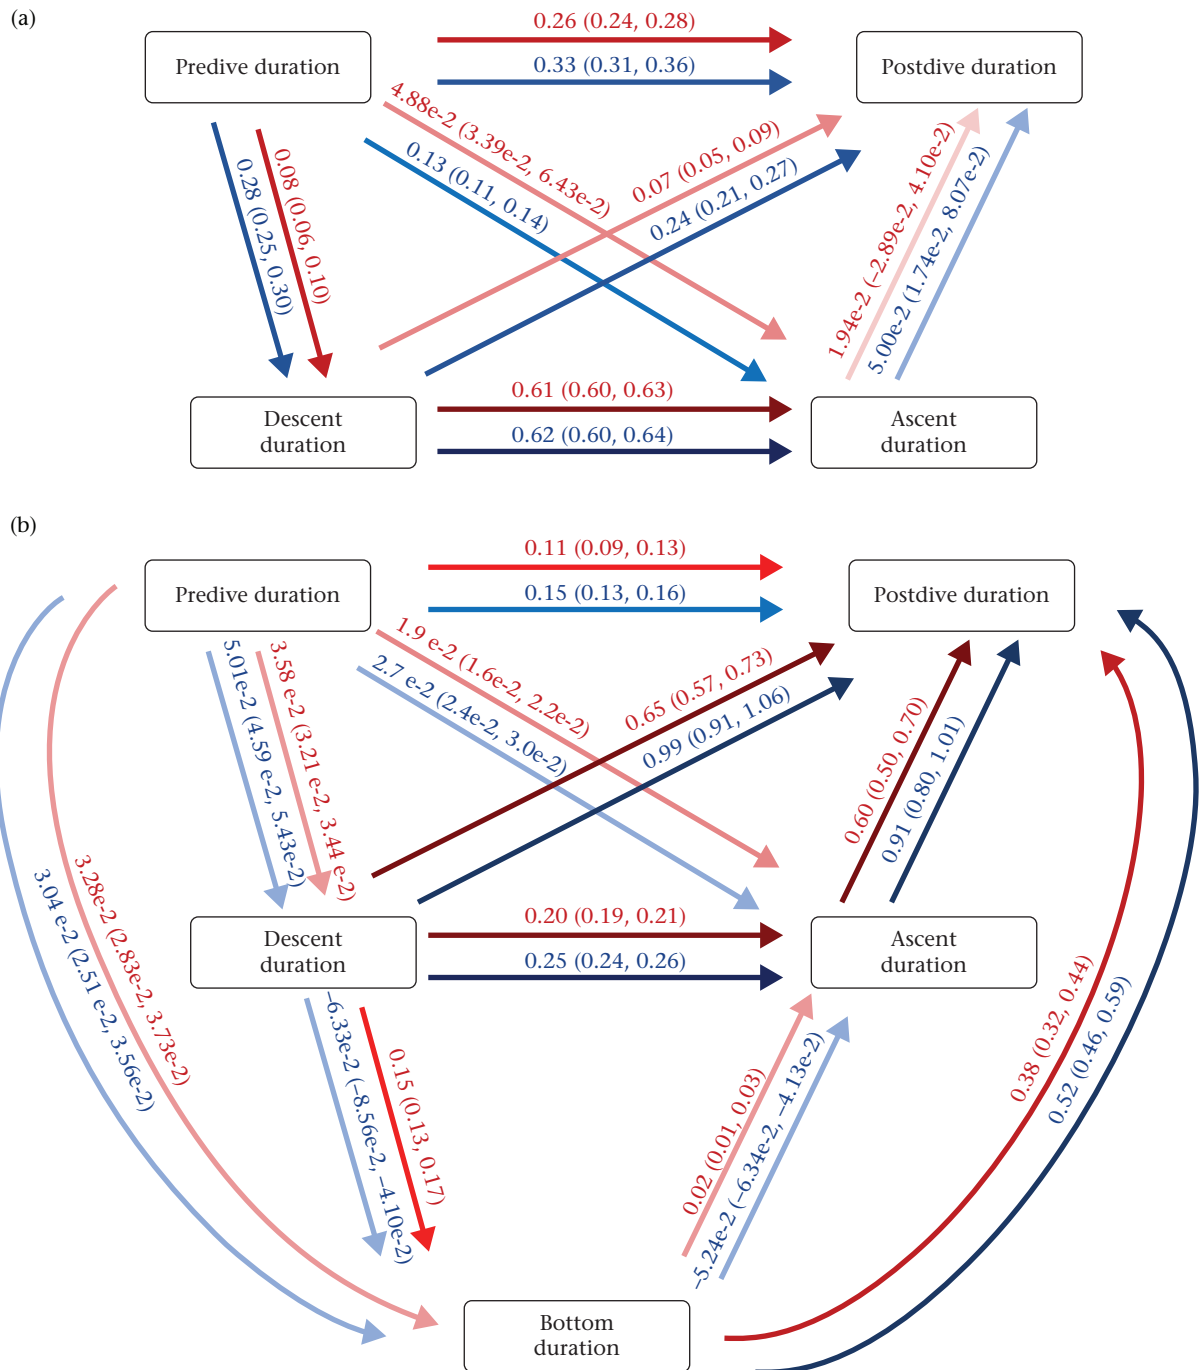 (a)
0.26 (0.24, 0.28)
Predive duration
Postdive duration
0.33 (0.31, 0.36)
4.88e-2 (3.39e-2, 6.43e-2)
0.13 (0.11, 0.14)
0.07 (0.05, 0.09)
0.24 (0.21, 0.27)
0.08 (0.06, 0.10)
0.28 (0.25, 0.30)
1.94e-2 (−2.89e-2, 4.10e-2)
5.00e-2 (1.74e-2, 8.07e-2)
Descent
duration
0.61 (0.60, 0.63)
0.62 (0.60, 0.64)
Ascent
duration
(b)
0.11 (0.09, 0.13)
Predive duration
Postdive duration
0.15 (0.13, 0.16)
1.9 e-2 (1.6e-2, 2.2e-2)
2.7 e-2 (2.4e-2, 3.0e-2)
5.01e-2 (4.59 e-2, 5.43e-2)
3.58 e-2 (3.21 e-2, 3.44 e-2)
0.65 (0.57, 0.73)
0.99 (0.91, 1.06)
0.60 (0.50, 0.70)
0.91 (0.80, 1.01)
3.28e-2 (2.83e-2, 3.73e-2)
3.04 e-2 (2.51 e-2, 3.56e-2)
Descent
duration
0.20 (0.19, 0.21)
0.25 (0.24, 0.26)
Ascent
duration
−6.33e-2 (−8.56e-2, −4.10e-2)
0.15 (0.13, 0.17)
0.02 (0.01, 0.03)
−5.24e-2 (−6.34e-2, −4.13e-2)
0.38 (0.32, 0.44)
0.52 (0.46, 0.59)
Bottom
duration